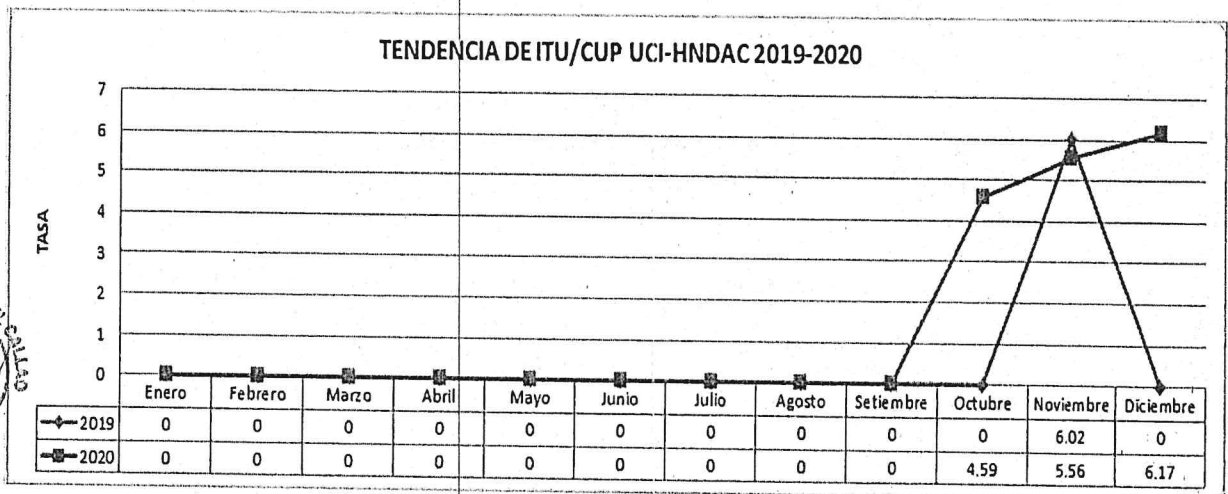 TENDENCIA DE ITU/CUP UCI-HNDAC 2019-2020
7
6
5
4
3
2
1
0
TASA
CALLAO
Enero Febrero Marzo Abril Mayo Junio Julio Agosto Setiembre Octubre Noviembre Diciembre
2019 0 0 0 0 0 0 0 0 0 0 6.02 0
2020 0 0 0 0 0 0 0 0 0 4.59 5.56 6.17